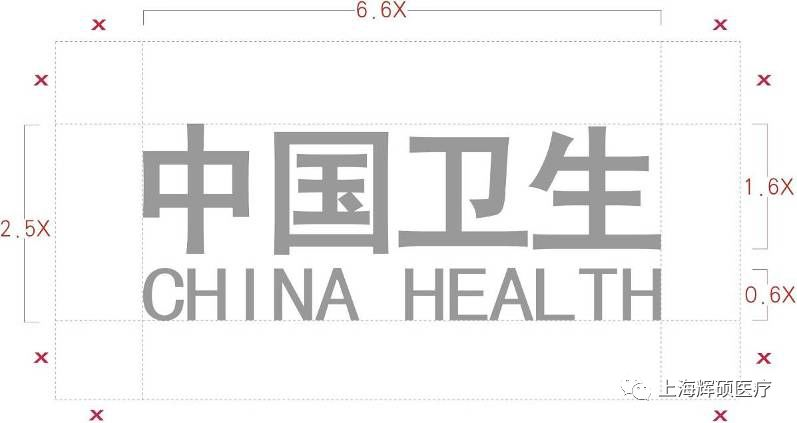 6.6X
x x
x x
中国卫生
1.6X
2.5X
CHINA HEALTH
0.6X
x x
上海辉硕医疗
x x